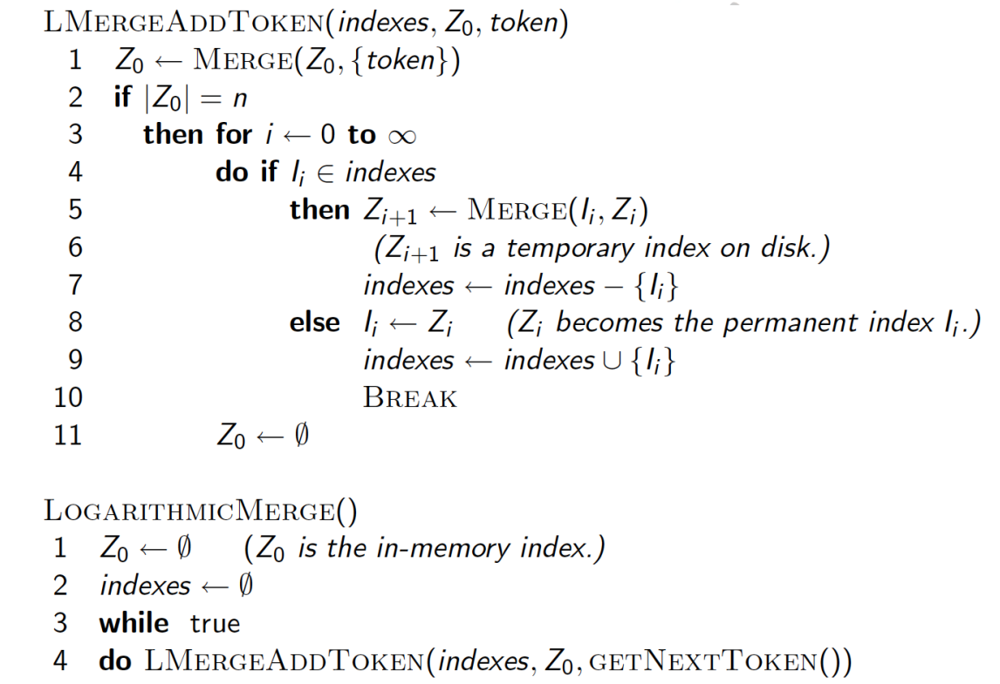 LMERGEADDTOKEN(indexes, Z₀, token)
1 Z₀ ← MERGE(Z₀, {token})
2 if |Z₀| = n
3 then for i ← 0 to ∞
4 do if Iᵢ ∈ indexes
5 then Zᵢ₊₁ ← MERGE(Iᵢ, Zᵢ)
6 (Zᵢ₊₁ is a temporary index on disk.)
7 indexes ← indexes − {Iᵢ}
8 else Iᵢ ← Zᵢ (Zᵢ becomes the permanent index Iᵢ.)
9 indexes ← indexes ∪ {Iᵢ}
10 BREAK
11 Z₀ ← ∅
LOGARITHMICMERGE()
1 Z₀ ← ∅ (Z₀ is the in-memory index.)
2 indexes ← ∅
3 while true
4 do LMERGEADDTOKEN(indexes, Z₀, GETNEXTTOKEN())